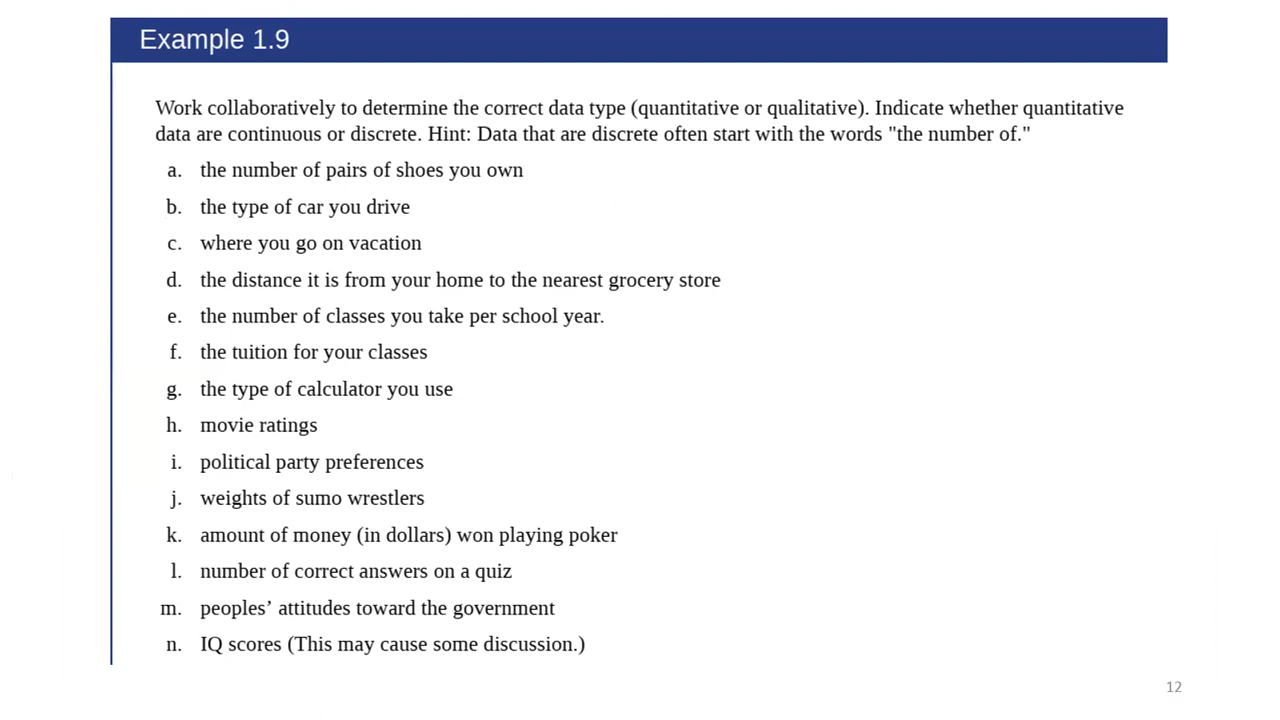 Example 1.9
Work collaboratively to determine the correct data type (quantitative or qualitative). Indicate whether quantitative
data are continuous or discrete. Hint: Data that are discrete often start with the words "the number of."
a. the number of pairs of shoes you own
b. the type of car you drive
c. where you go on vacation
d. the distance it is from your home to the nearest grocery store
e. the number of classes you take per school year.
f. the tuition for your classes
g. the type of calculator you use
h. movie ratings
i. political party preferences
j. weights of sumo wrestlers
k. amount of money (in dollars) won playing poker
l. number of correct answers on a quiz
m. peoples’ attitudes toward the government
n. IQ scores (This may cause some discussion.)
12